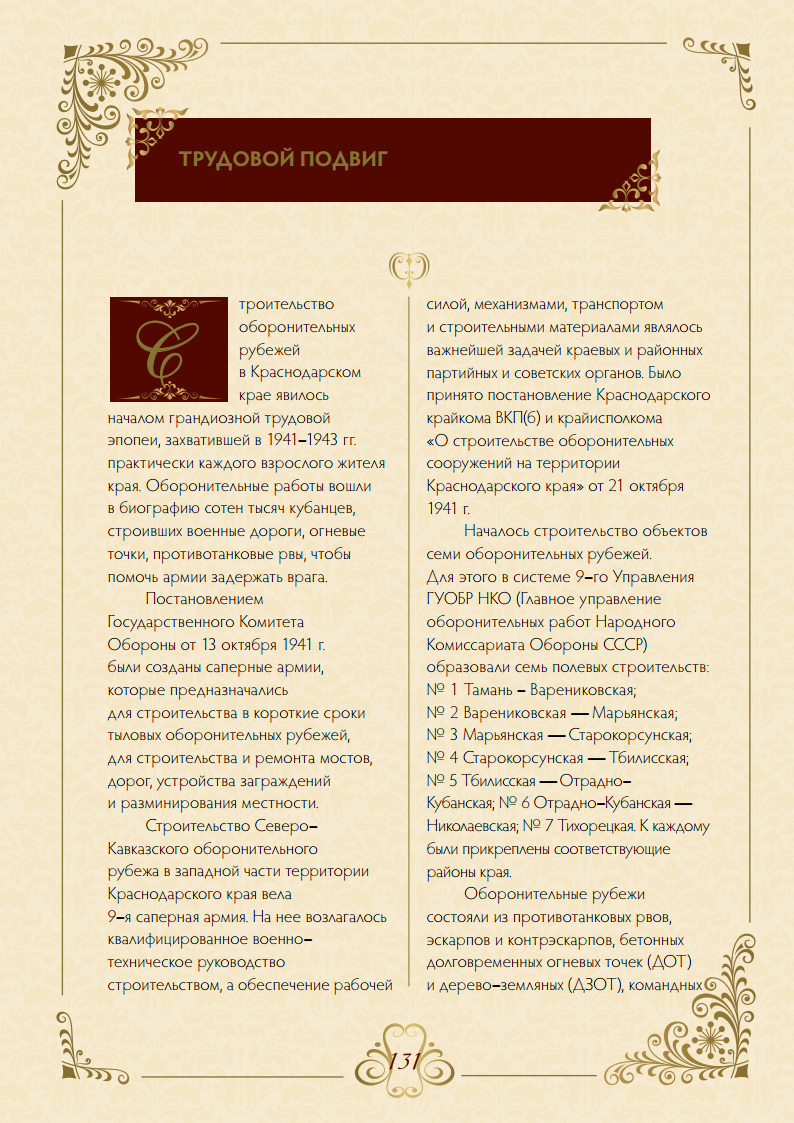 ТРУДОВОЙ ПОДВИГ
С
троительство
оборонительных
рубежей
в Краснодарском
крае явилось
началом грандиозной трудовой
эпопеи, захватившей в 1941–1943 гг.
практически каждого взрослого жителя
края. Оборонительные работы вошли
в биографию сотен тысяч кубанцев,
строивших военные дороги, огневые
точки, противотанковые рвы, чтобы
помочь армии задержать врага.
Постановлением
Государственного Комитета
Обороны от 13 октября 1941 г.
были созданы саперные армии,
которые предназначались
для строительства в короткие сроки
тыловых оборонительных рубежей,
для строительства и ремонта мостов,
дорог, устройства заграждений
и разминирования местности.
Строительство Северо–
Кавказского оборонительного
рубежа в западной части территории
Краснодарского края вела
9–я саперная армия. На нее возлагалось
квалифицированное военно–
техническое руководство
строительством, а обеспечение рабочей
силой, механизмами, транспортом
и строительными материалами являлось
важнейшей задачей краевых и районных
партийных и советских органов. Было
принято постановление Краснодарского
крайкома ВКП(б) и крайисполкома
«О строительстве оборонительных
сооружений на территории
Краснодарского края» от 21 октября
1941 г.
Началось строительство объектов
семи оборонительных рубежей.
Для этого в системе 9–го Управления
ГУОБР НКО (Главное управление
оборонительных работ Народного
Комиссариата Обороны СССР)
образовали семь полевых строительств:
№ 1 Тамань – Варениковская;
№ 2 Варениковская — Марьянская;
№ 3 Марьянская — Старокорсунская;
№ 4 Старокорсунская — Тбилисская;
№ 5 Тбилисская — Отрадно–
Кубанская; № 6 Отрадно–Кубанская —
Николаевская; № 7 Тихорецкая. К каждому
были прикреплены соответствующие
районы края.
Оборонительные рубежи
состояли из противотанковых рвов,
эскарпов и контрэскарпов, бетонных
долговременных огневых точек (ДОТ)
и дерево–земляных (ДЗОТ), командных
131